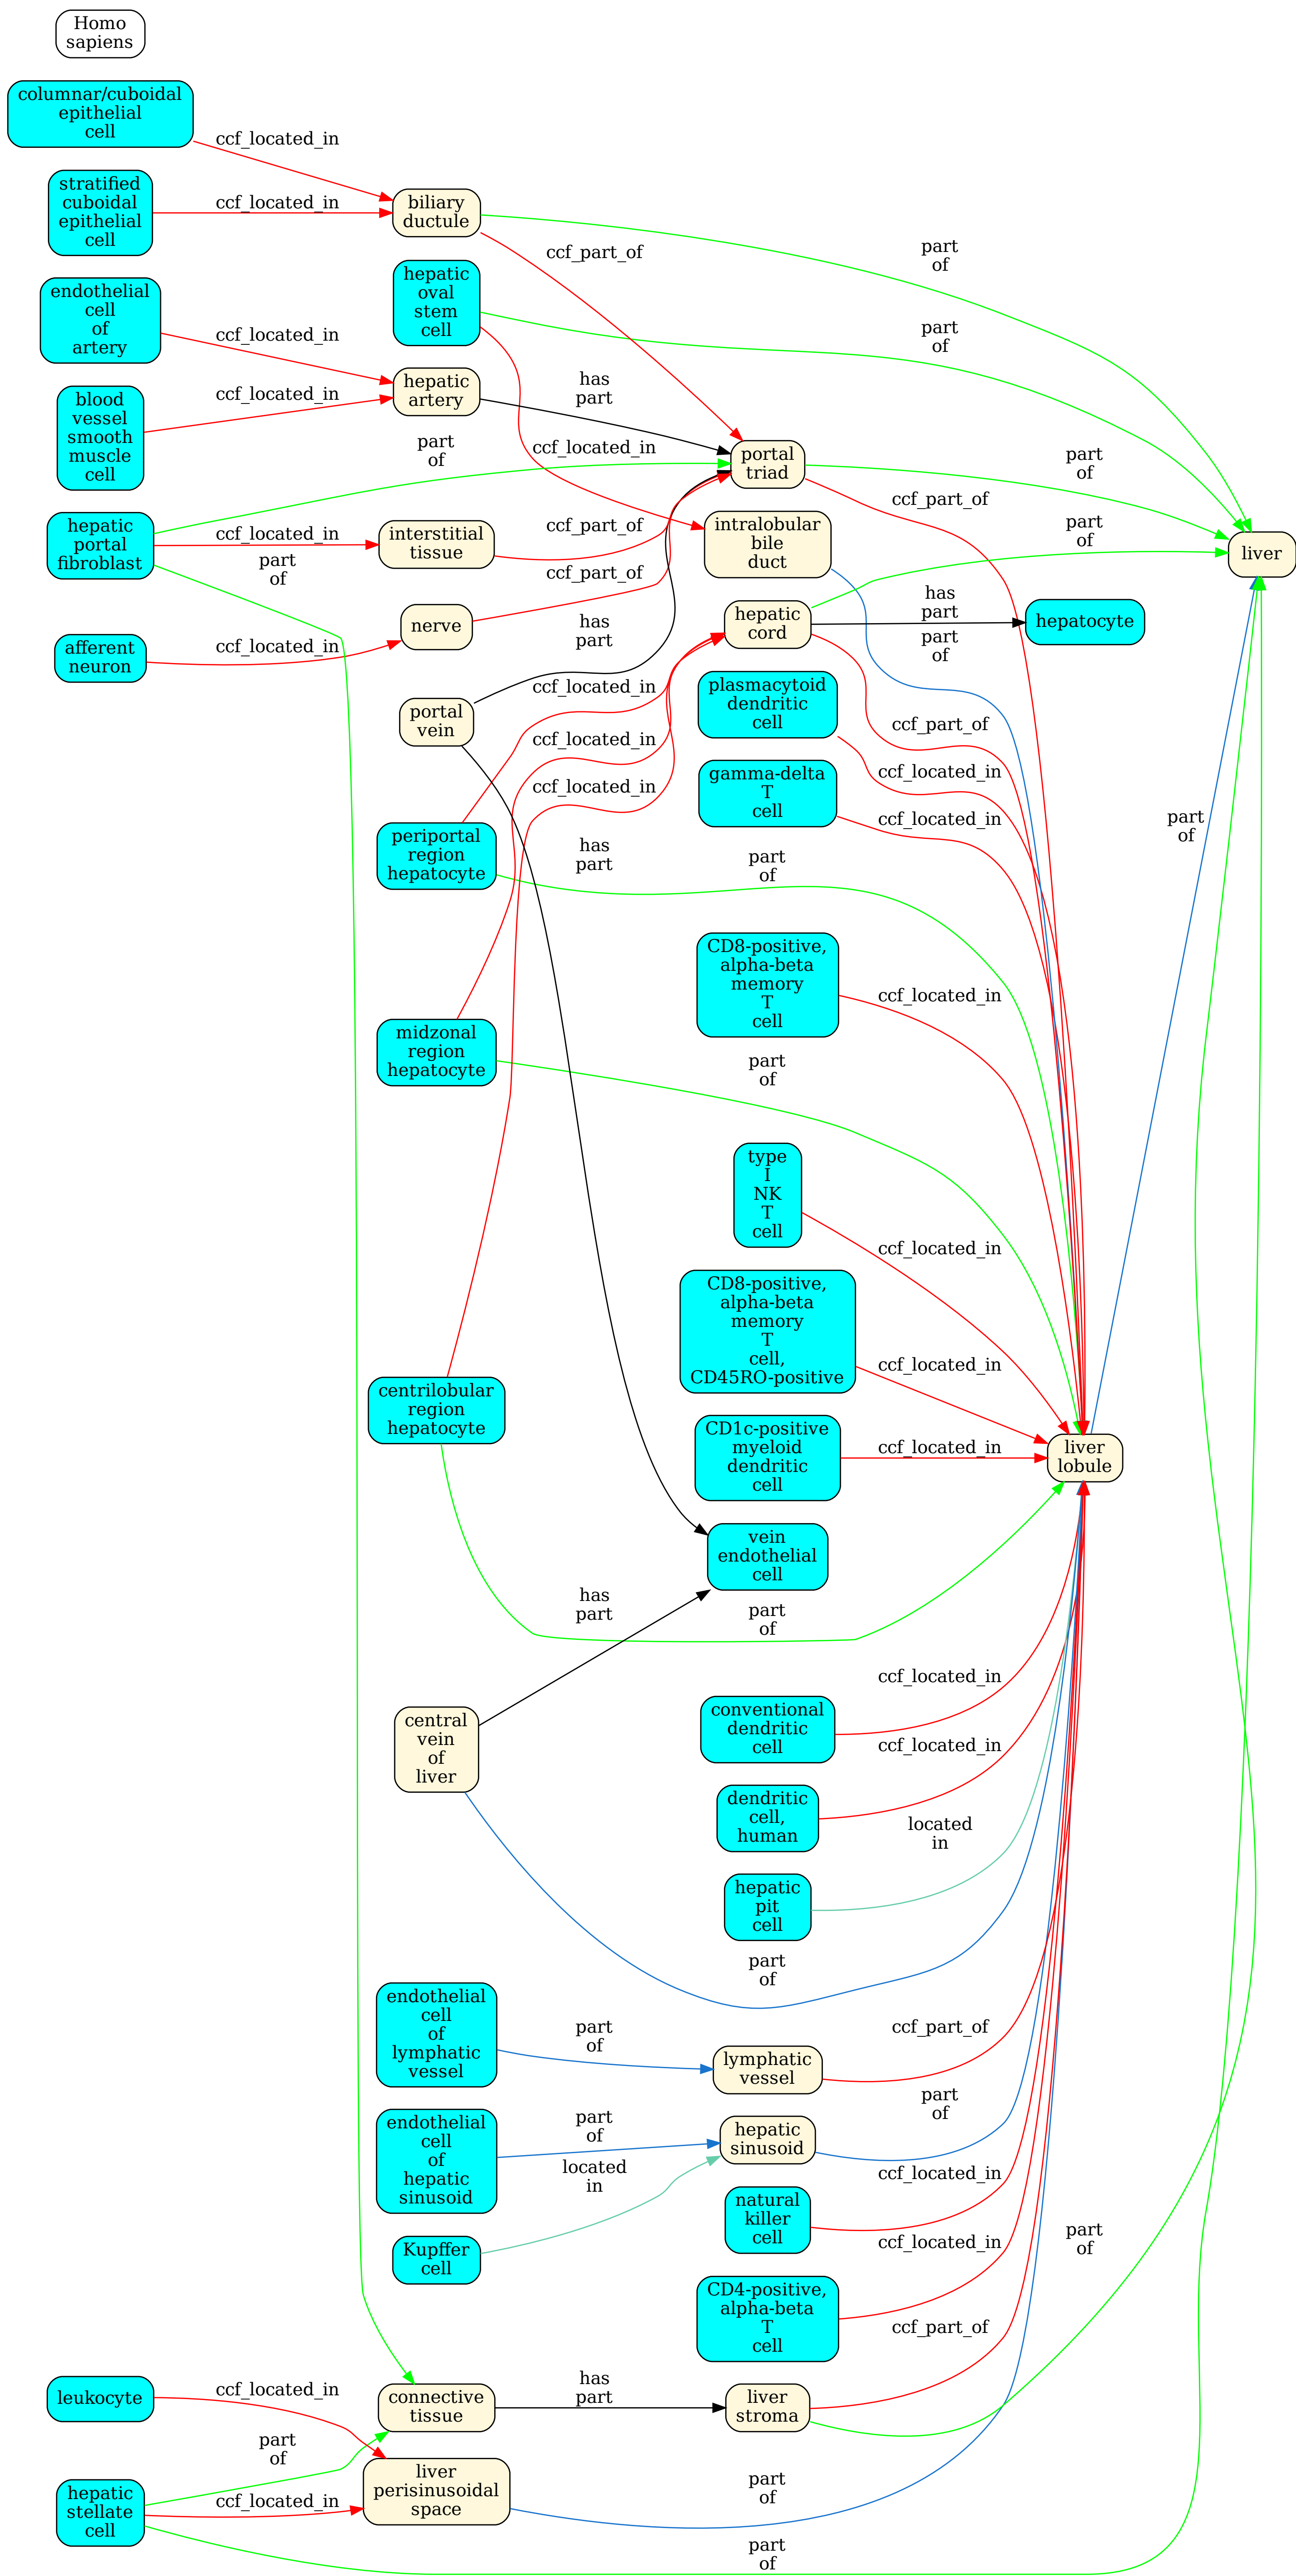 Homo
sapiens
columnar/cuboidal
epithelial
cell
ccf_located_in
stratified
cuboidal
epithelial
cell
ccf_located_in
biliary
ductule
part
of
ccf_part_of
hepatic
oval
stem
cell
part
of
endothelial
cell
of
artery
ccf_located_in
hepatic
artery
has
part
blood
vessel
smooth
muscle
cell
ccf_located_in
part
of
ccf_located_in
portal
triad
part
of
ccf_part_of
hepatic
portal
fibroblast
ccf_located_in
part
of
interstitial
tissue
ccf_part_of
intralobular
bile
duct
part
of
liver
ccf_part_of
nerve
hepatic
cord
has
part
hepatocyte
afferent
neuron
ccf_located_in
has
part
part
of
portal
vein
ccf_located_in
plasmacytoid
dendritic
cell
ccf_part_of
ccf_located_in
ccf_located_in
gamma-delta
T
cell
ccf_located_in
ccf_located_in
periportal
region
hepatocyte
has
part
part
of
part
of
CD8-positive,
alpha-beta
memory
T
cell
ccf_located_in
midzonal
region
hepatocyte
part
of
type
I
NK
T
cell
ccf_located_in
CD8-positive,
alpha-beta
memory
T
cell,
CD45RO-positive
ccf_located_in
centrilobular
region
hepatocyte
CD1c-positive
myeloid
dendritic
cell
ccf_located_in
liver
lobule
vein
endothelial
cell
has
part
part
of
central
vein
of
liver
conventional
dendritic
cell
ccf_located_in
dendritic
cell,
human
ccf_located_in
hepatic
pit
cell
located
in
part
of
endothelial
cell
of
lymphatic
vessel
part
of
lymphatic
vessel
ccf_part_of
endothelial
cell
of
hepatic
sinusoid
part
of
hepatic
sinusoid
part
of
located
in
natural
killer
cell
ccf_located_in
Kupffer
cell
ccf_located_in
part
of
CD4-positive,
alpha-beta
T
cell
ccf_part_of
leukocyte
ccf_located_in
connective
tissue
has
part
liver
stroma
part
of
liver
perisinusoidal
space
part
of
hepatic
stellate
cell
ccf_located_in
part
of